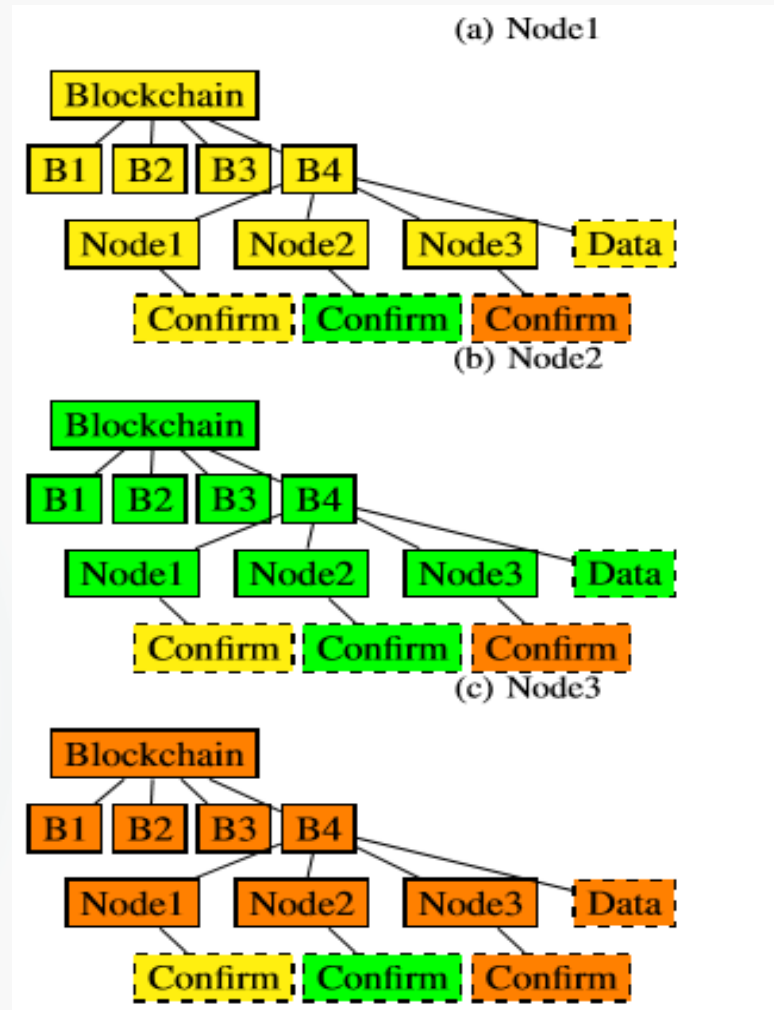 (a) Node1
Blockchain
B1 B2 B3 B4
Node1 Node2 Node3 Data
Confirm Confirm Confirm
(b) Node2
Blockchain
B1 B2 B3 B4
Node1 Node2 Node3 Data
Confirm Confirm Confirm
(c) Node3
Blockchain
B1 B2 B3 B4
Node1 Node2 Node3 Data
Confirm Confirm Confirm